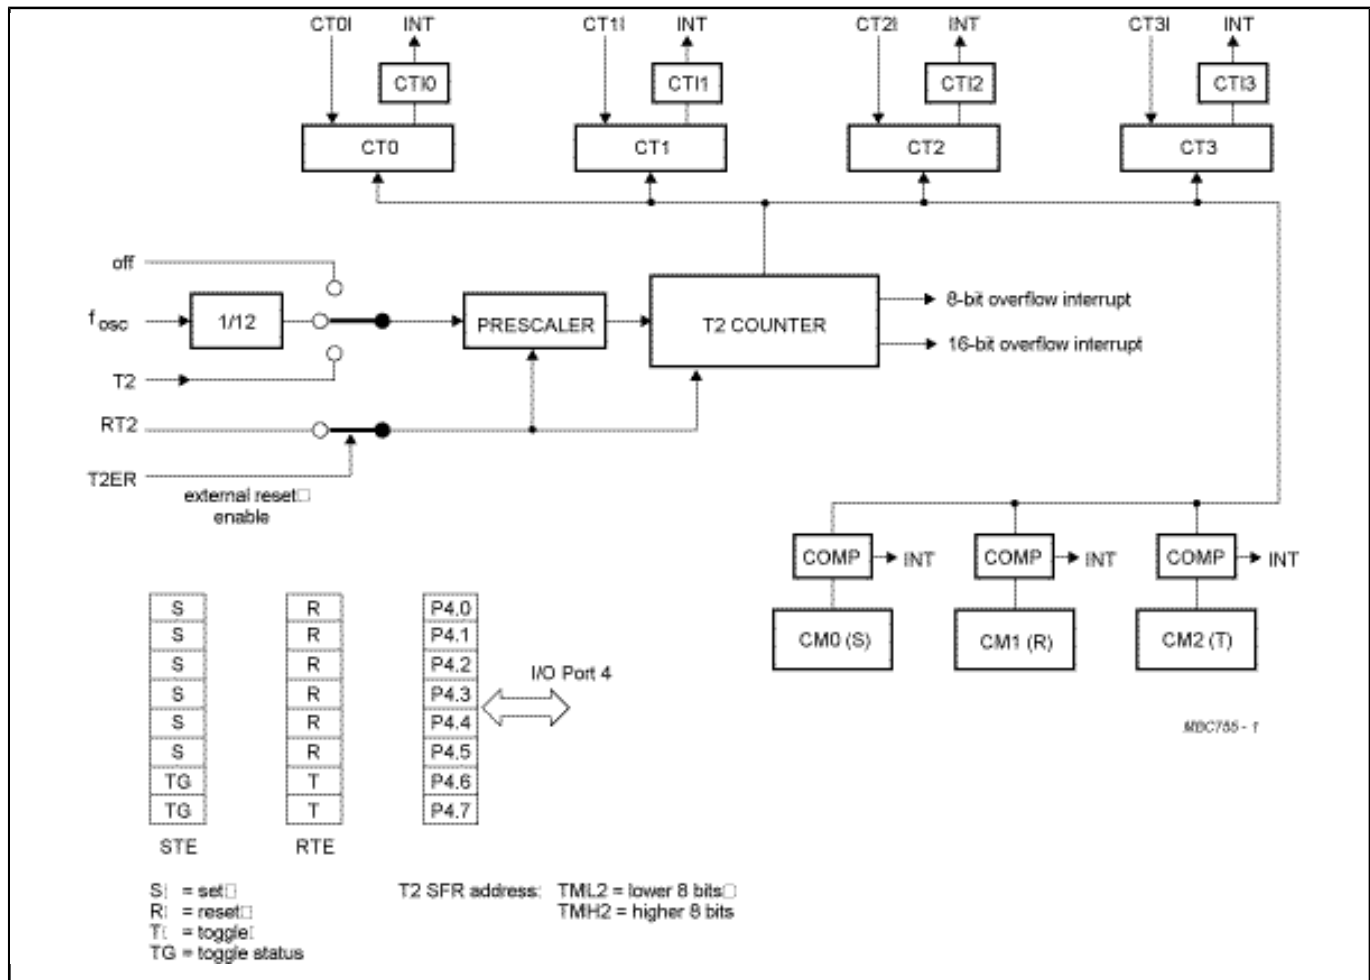 CT0I INT CT1I INT CT2I INT CT3I INT
CTI0 CTI1 CTI2 CTI3
CT0 CT1 CT2 CT3
off
f osc 1/12 PRESCALER T2 COUNTER 8-bit overflow interrupt
16-bit overflow interrupt
T2
RT2
T2ER
external reset□
enable
COMP INT COMP INT COMP INT
CM0 (S) CM1 (R) CM2 (T)
S R P4.0
S R P4.1
S R P4.2
S R P4.3
S R P4.4
S R P4.5
TG T P4.6
TG T P4.7
I/O Port 4
STE RTE
MBC755 - 1
S = set□
R = reset□
T = toggle
TG = toggle status
T2 SFR address: TML2 = lower 8 bits□
TMH2 = higher 8 bits